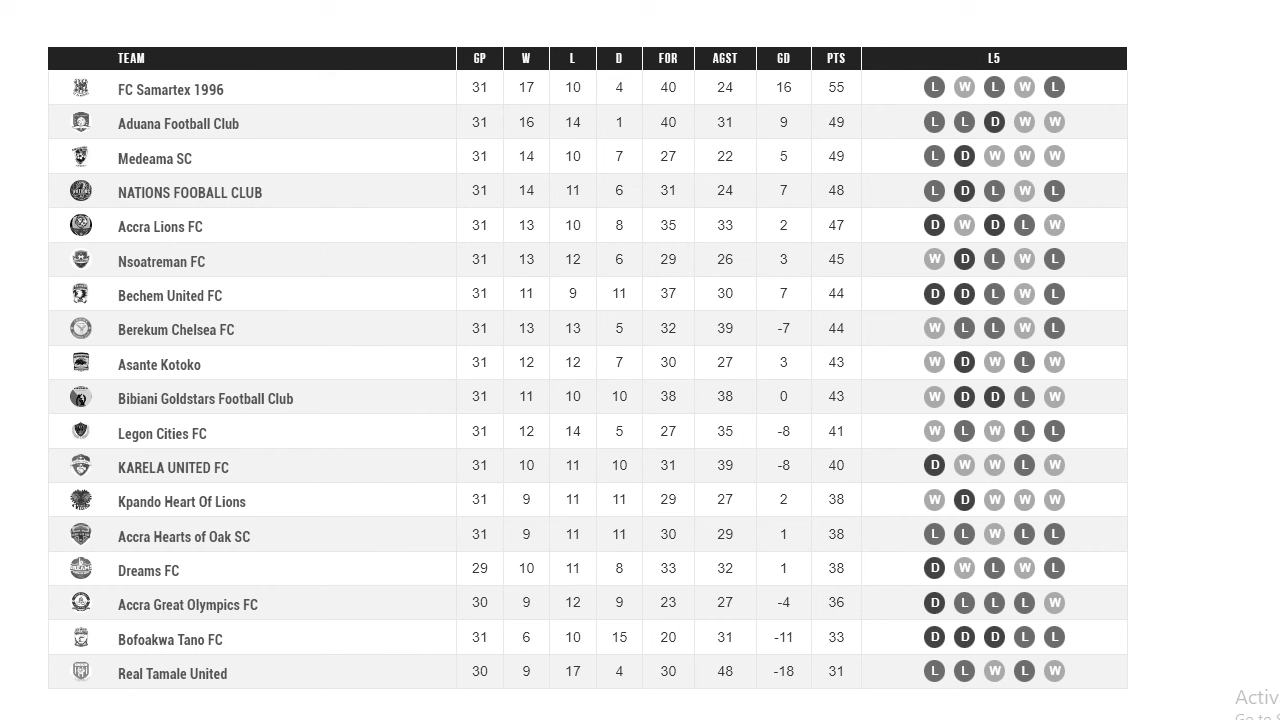 TEAM GP W L D FOR AGST GD PTS L5
FC Samartex 1996 31 17 10 4 40 24 16 55 L W L W L
Aduana Football Club 31 16 14 1 40 31 9 49 L L D W W
Medeama SC 31 14 10 7 27 22 5 49 L D W W W
NATIONS FOOBALL CLUB 31 14 11 6 31 24 7 48 L D L W L
Accra Lions FC 31 13 10 8 35 33 2 47 D W D L W
Nsoatreman FC 31 13 12 6 29 26 3 45 W D L W L
Bechem United FC 31 11 9 11 37 30 7 44 D D L W L
Berekum Chelsea FC 31 13 13 5 32 39 -7 44 W L L W L
Asante Kotoko 31 12 12 7 30 27 3 43 W D W L W
Bibiani Goldstars Football Club 31 11 10 10 38 38 0 43 W D D L W
Legon Cities FC 31 12 14 5 27 35 -8 41 W L W L L
KARELA UNITED FC 31 10 11 10 31 39 -8 40 D W W L W
Kpando Heart Of Lions 31 9 11 11 29 27 2 38 W D W W W
Accra Hearts of Oak SC 31 9 11 11 30 29 1 38 L L W L L
Dreams FC 29 10 11 8 33 32 1 38 D W L W L
Accra Great Olympics FC 30 9 12 9 23 27 -4 36 D L L L W
Bofoakwa Tano FC 31 6 10 15 20 31 -11 33 D D D L L
Real Tamale United 30 9 17 4 30 48 -18 31 L L W L W
Activ